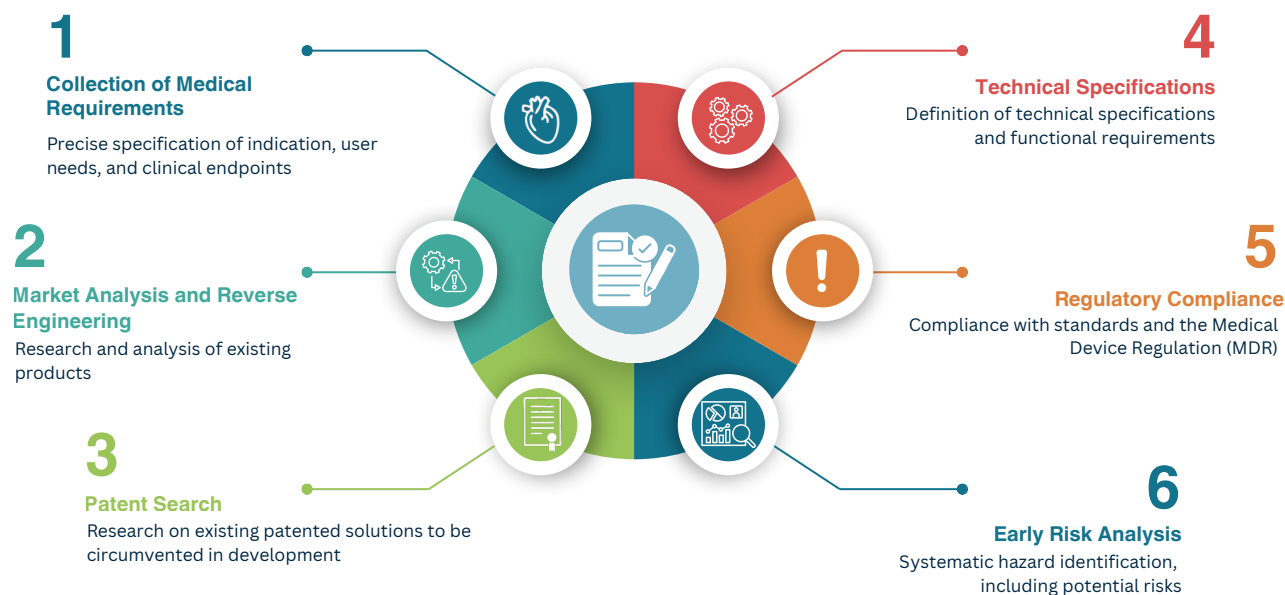 1
Collection of Medical
Requirements
Precise specification of indication, user
needs, and clinical endpoints
2
Market Analysis and Reverse
Engineering
Research and analysis of existing
products
3
Patent Search
Research on existing patented solutions to be
circumvented in development
4
Technical Specifications
Definition of technical specifications
and functional requirements
5
Regulatory Compliance
Compliance with standards and the Medical
Device Regulation (MDR)
6
Early Risk Analysis
Systematic hazard identification,
including potential risks